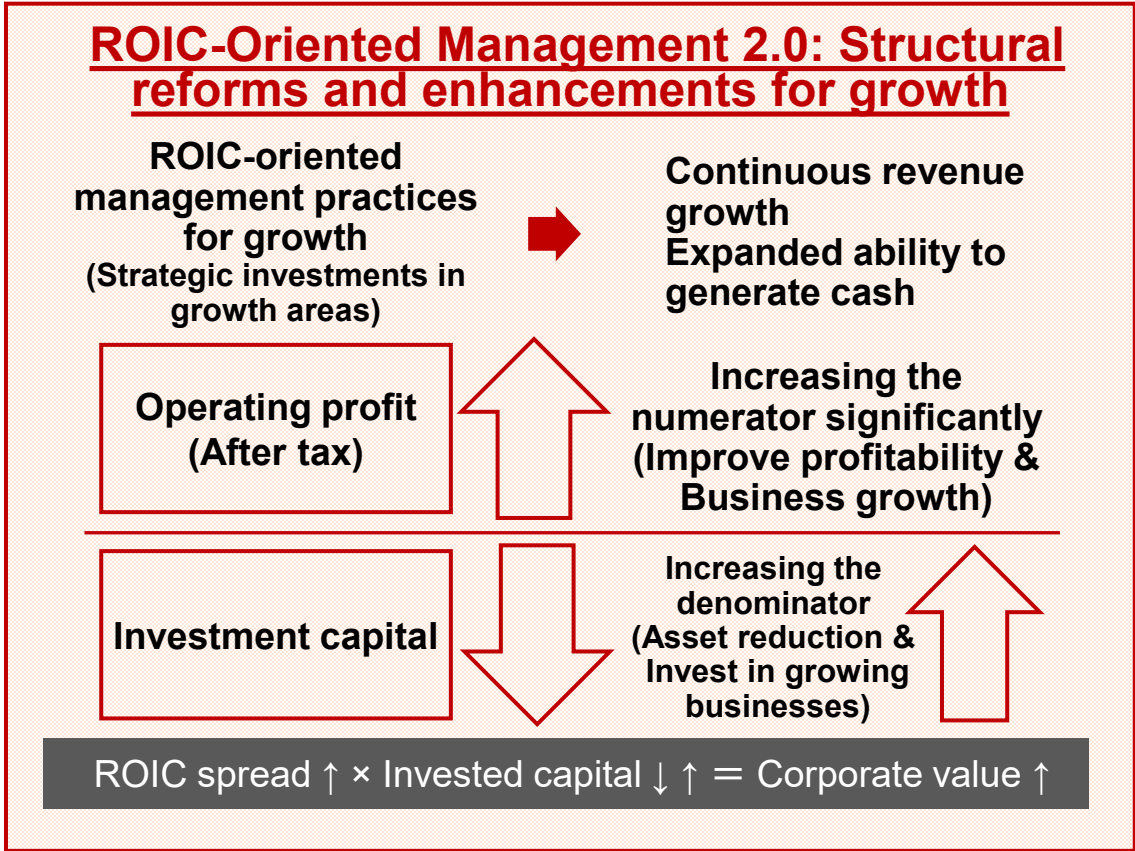 ROIC-Oriented Management 2.0: Structural
reforms and enhancements for growth
ROIC-oriented
management practices
for growth
(Strategic investments in
growth areas)
Continuous revenue
growth
Expanded ability to
generate cash
Operating profit
(After tax)
Increasing the
numerator significantly
(Improve profitability &
Business growth)
Investment capital
Increasing the
denominator
(Asset reduction &
Invest in growing
businesses)
ROIC spread ↑ × Invested capital ↓ ↑ = Corporate value ↑